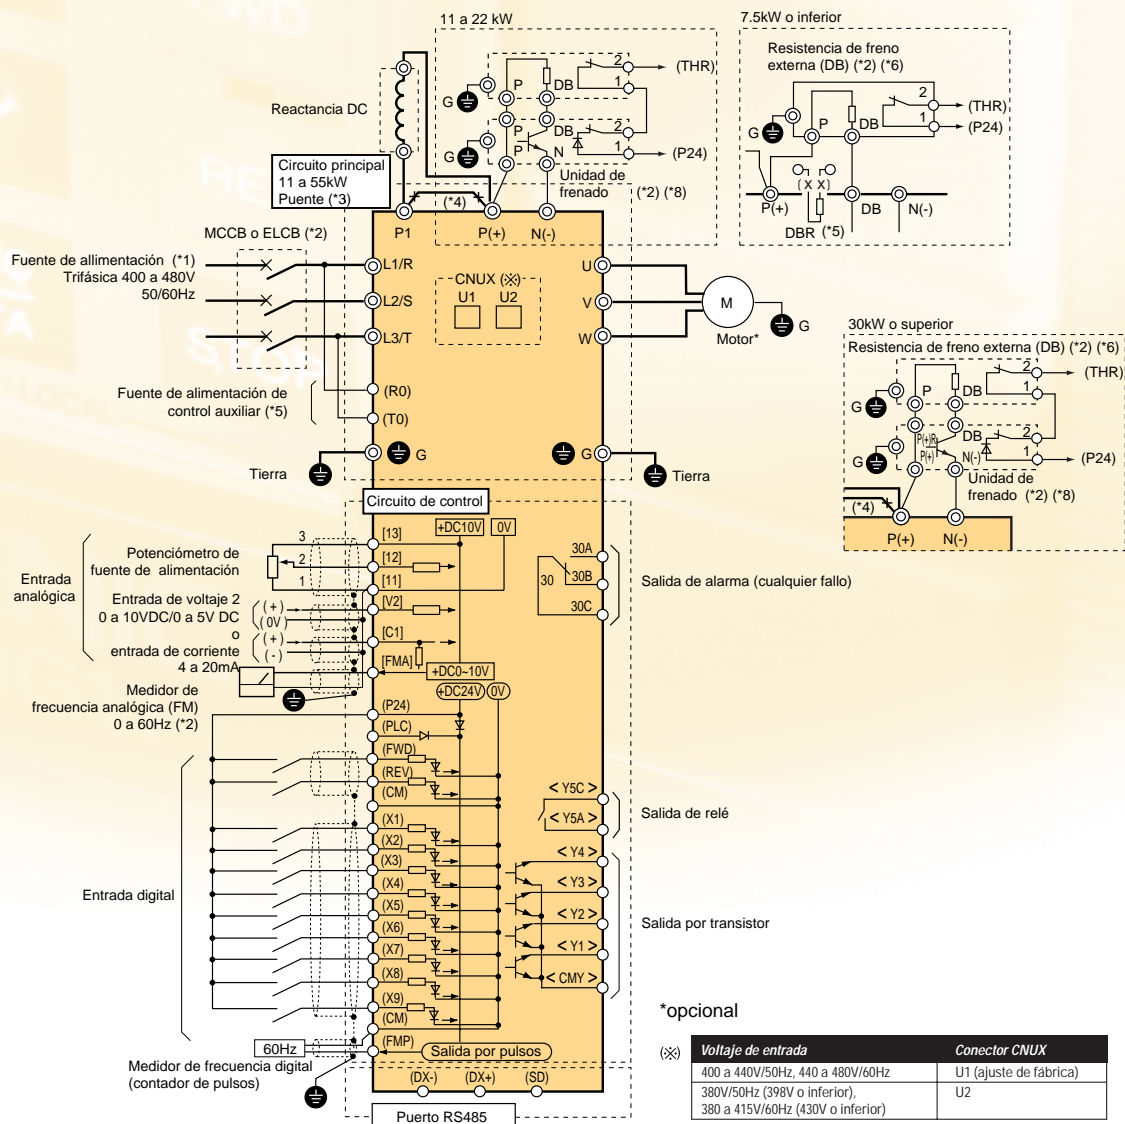 11 a 22 kW
7.5kW o inferior
Resistencia de freno
externa (DB) (*2) (*6)
2
(THR)
1
P
DB
G
P
P
DB
N
2
1
(P24)
G
Unidad de
frenado
(*2) (*8)
2
(THR)
1
(P24)
P
DB
G
P(+)
(X X)
DB
N(-)
DBR (*5)
Reactancia DC
Circuito principal
11 a 55kW
Puente (*3)
(*4)
P1
P(+)
N(-)
MCCB o ELCB (*2)
Fuente de allimentación (*1)
Trifásica 400 a 480V
50/60Hz
L1/R
L2/S
L3/T
CNUX (※)
U1
U2
U
V
W
M
Motor*
G
Fuente de alimentación de
control auxiliar (*5)
(R0)
(T0)
G
G
Tierra
Tierra
30kW o superior
Resistencia de freno externa (DB) (*2) (*6)
2
(THR)
1
P
DB
G
P(+)R
P(+)
DB
N(-)
2
1
(P24)
G
Unidad de
frenado (*2) (*8)
(*4)
P(+)
N(-)
Circuito de control
+DC10V
0V
Entrada
analógica
Potenciómetro de
fuente de alimentación
3
2
1
[13]
[12]
[11]
Entrada de voltaje 2
0 a 10VDC/0 a 5V DC
o
entrada de corriente
4 a 20mA
(+)
(0V)
(+)
(-)
[V2]
[C1]
[FMA]
+DC0~10V
+DC24V
0V
Medidor de
frecuencia analógica (FM)
0 a 60Hz (*2)
30
30A
30B
30C
Salida de alarma (cualquier fallo)
(P24)
(PLC)
(FWD)
(REV)
(CM)
(X1)
(X2)
(X3)
(X4)
(X5)
(X6)
(X7)
(X8)
(X9)
(CM)
(FMP)
Entrada digital
< Y5C >
< Y5A >
Salida de relé
< Y4 >
< Y3 >
< Y2 >
< Y1 >
< CMY >
Salida por transistor
60Hz
Salida por pulsos
Medidor de frecuencia digital
(contador de pulsos)
(DX-)
(DX+)
(SD)
Puerto RS485
*opcional
(※)
Voltaje de entrada Conector CNUX
400 a 440V/50Hz, 440 a 480V/60Hz U1 (ajuste de fábrica)
380V/50Hz (398V o inferior), U2
380 a 415V/60Hz (430V o inferior)